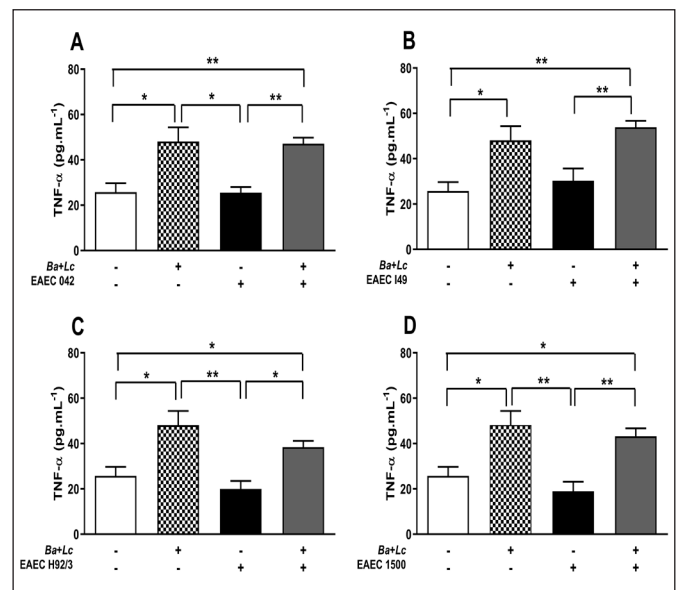 A
**
* * **
TNF-α (pg.mL⁻¹)
80
60
40
20
0
Ba+Lc - + - +
EAEC 042 - - + +
B
**
* **
TNF-α (pg.mL⁻¹)
80
60
40
20
0
Ba+Lc - + - +
EAEC I49 - - + +
C
*
* ** *
TNF-α (pg.mL⁻¹)
80
60
40
20
0
Ba+Lc - + - +
EAEC H92/3 - - + +
D
*
* ** **
TNF-α (pg.mL⁻¹)
80
60
40
20
0
Ba+Lc - + - +
EAEC 1500 - - + +